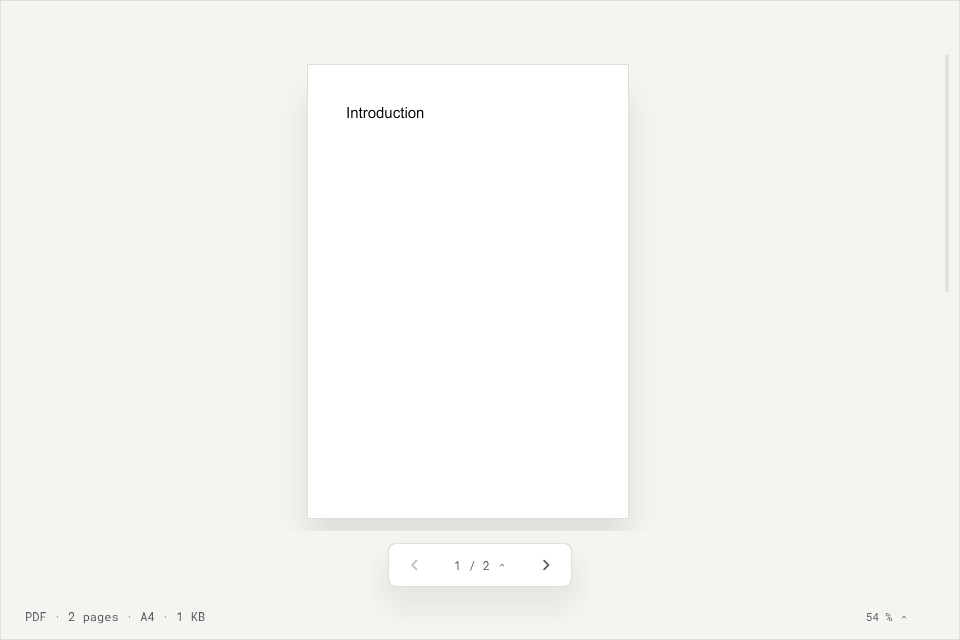 Introduction
1 / 2
PDF · 2 pages · A4 · 1 KB
54 %